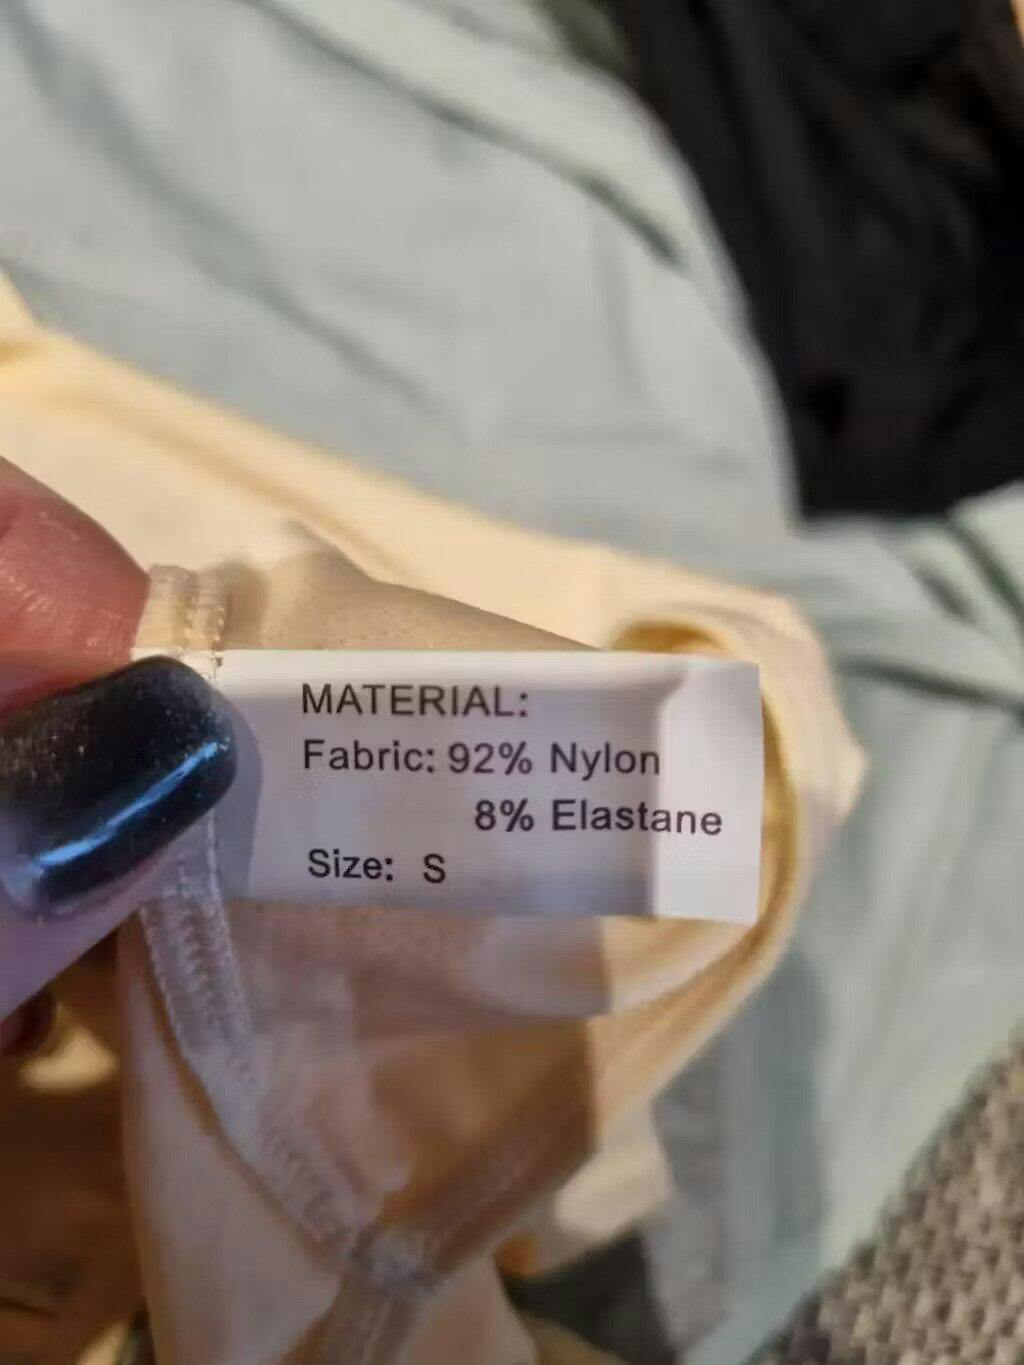 MATERIAL:
Fabric: 92% Nylon
8% Elastane
Size: S